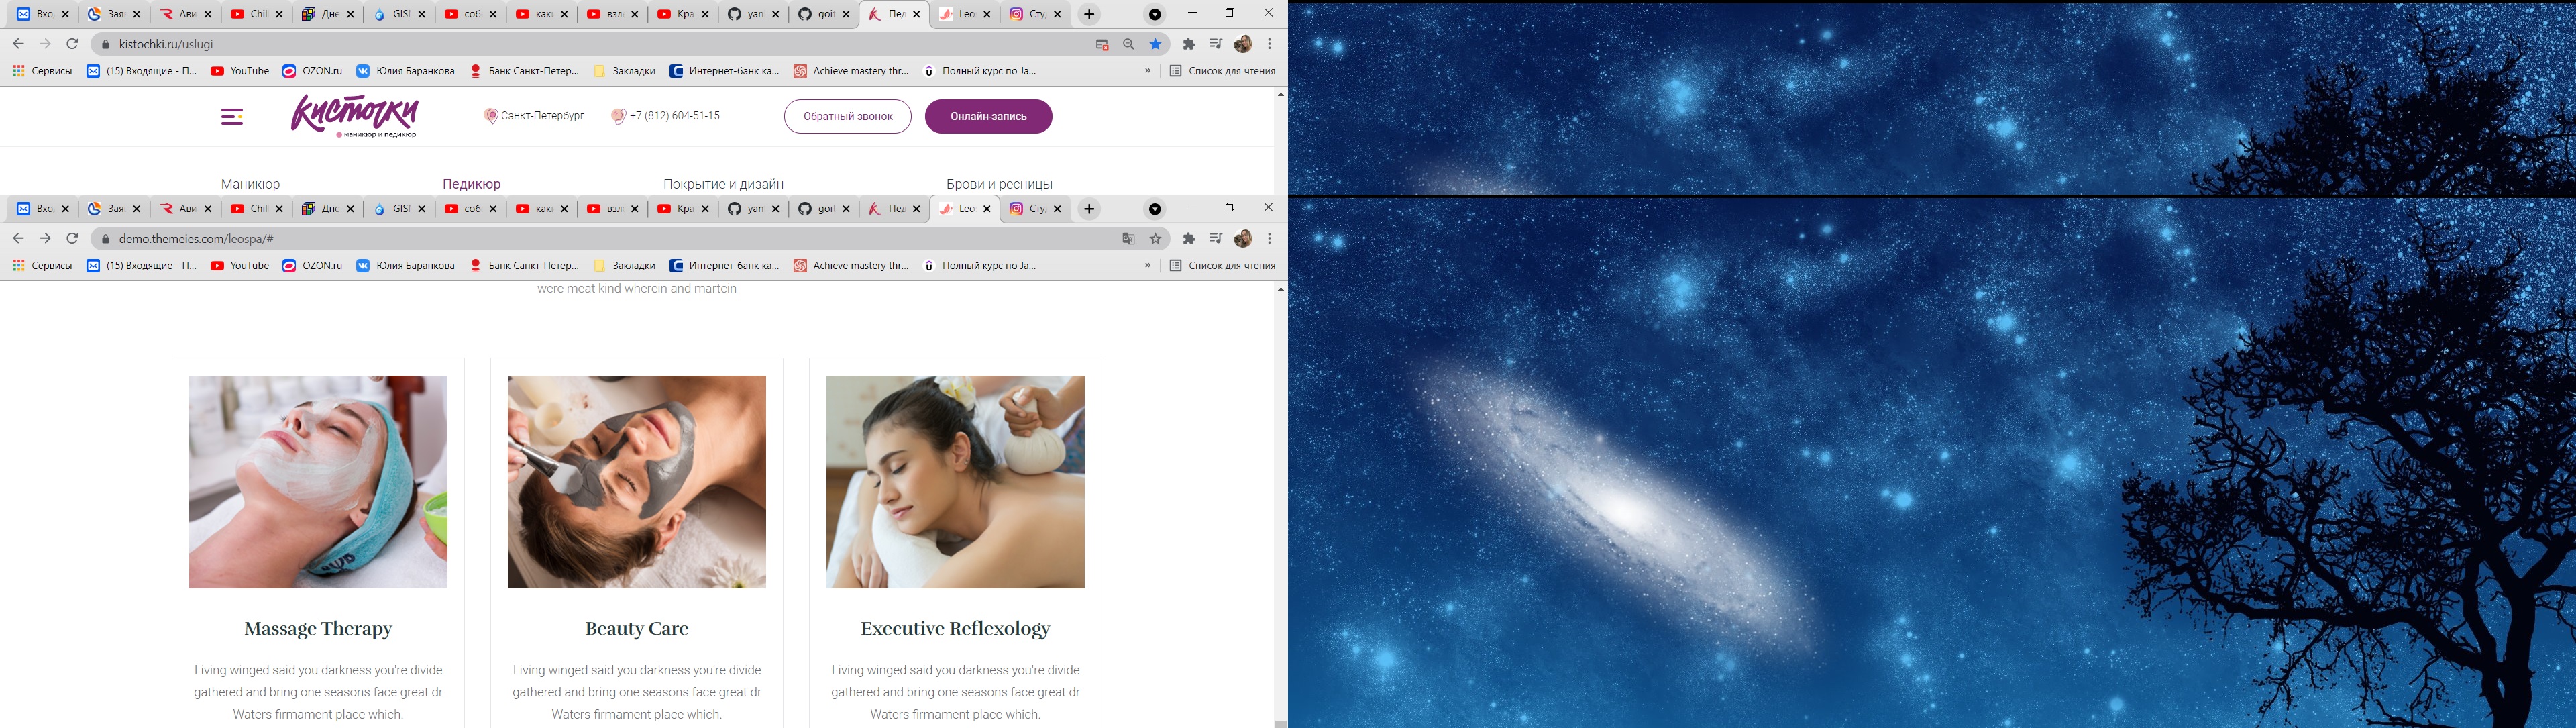 Вхо, Зая Ави Chil Дне GIS! соб как взл Кра yanl goit Пед Leo Сту
kistochki.ru/uslugi
Сервисы (15) Входящие - П... YouTube OZON.ru Юлия Баранкова Банк Санкт-Петер... Закладки Интернет-банк ка... Achieve mastery thr... Полный курс по Ja... » Список для чтения
Кисточки
маникюр и педикюр
Санкт-Петербург +7 (812) 604-51-15 Обратный звонок Онлайн-запись
Маникюр Педикюр Покрытие и дизайн Брови и ресницы
Вхо, Зая Ави Chil Дне GIS! соб как взл Кра yanl goit Пед Leo Сту
demo.themeies.com/leospa/#
Сервисы (15) Входящие - П... YouTube OZON.ru Юлия Баранкова Банк Санкт-Петер... Закладки Интернет-банк ка... Achieve mastery thr... Полный курс по Ja... » Список для чтения
were meat kind wherein and martcin
Massage Therapy
Living winged said you darkness you're divide
gathered and bring one seasons face great dr
Waters firmament place which.
Beauty Care
Living winged said you darkness you're divide
gathered and bring one seasons face great dr
Waters firmament place which.
Executive Reflexology
Living winged said you darkness you're divide
gathered and bring one seasons face great dr
Waters firmament place which.